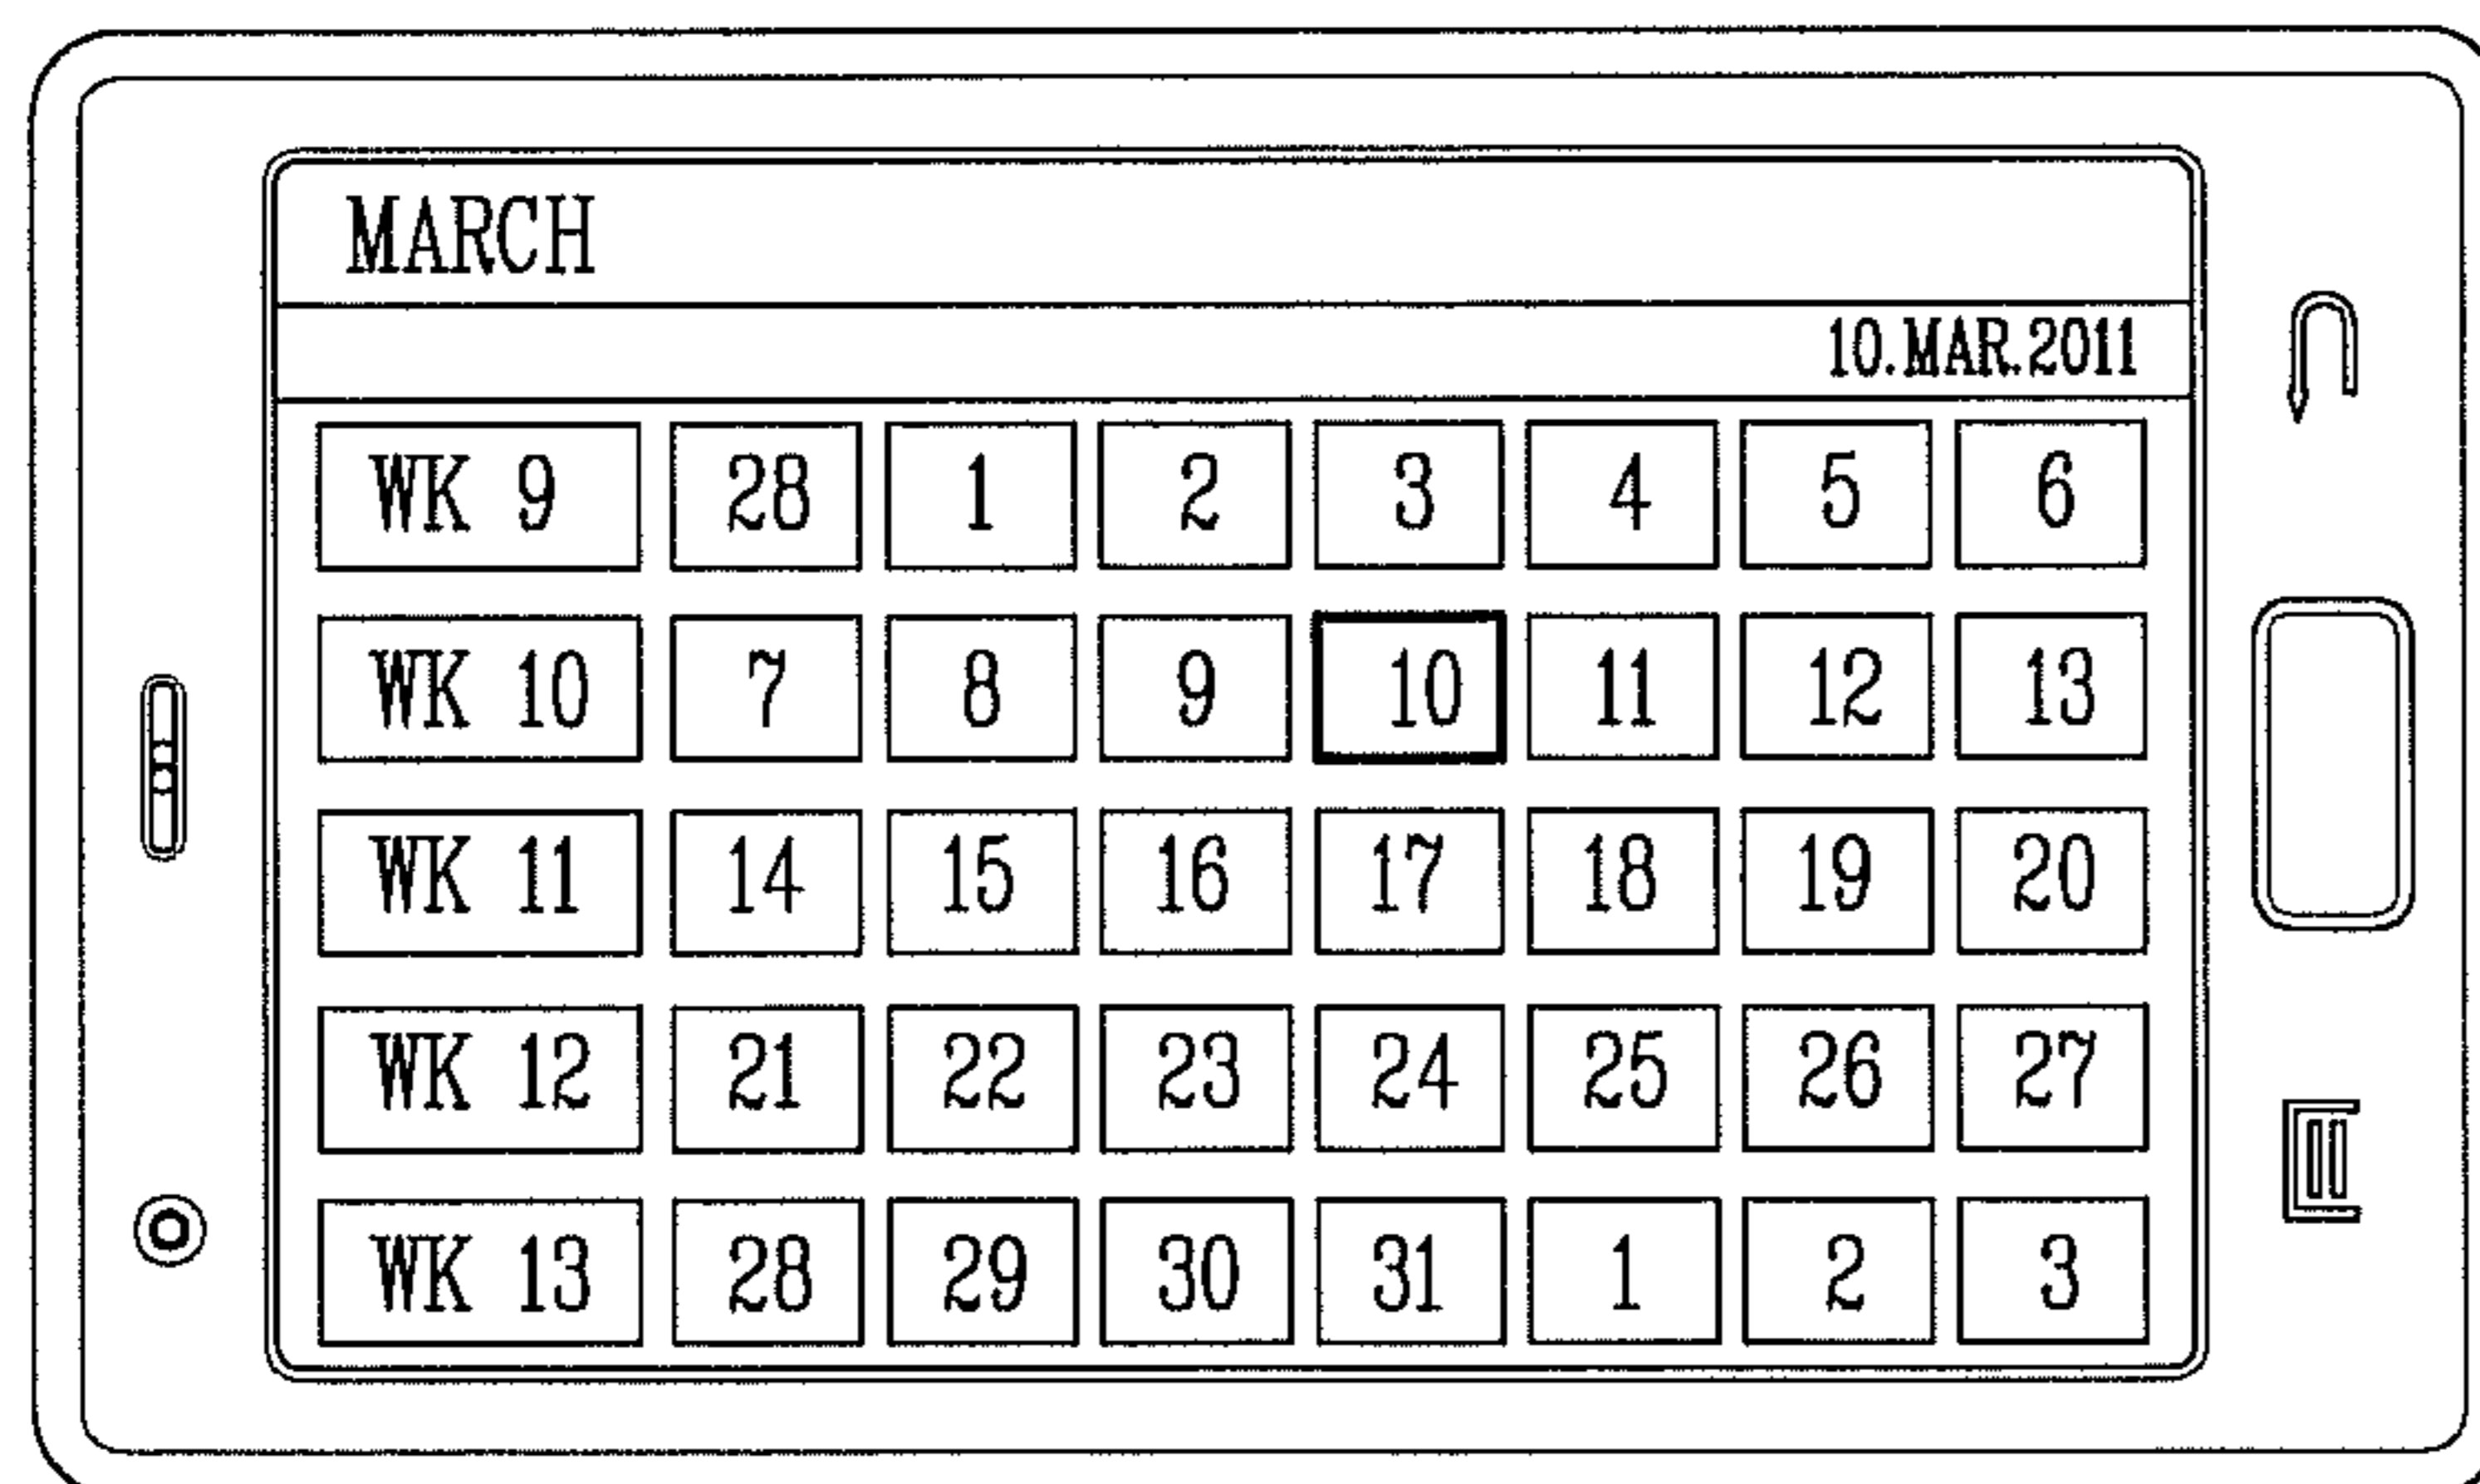 MARCH
10.MAR.2011
WK 9 28 1 2 3 4 5 6
WK 10 7 8 9 10 11 12 13
WK 11 14 15 16 17 18 19 20
WK 12 21 22 23 24 25 26 27
WK 13 28 29 30 31 1 2 3